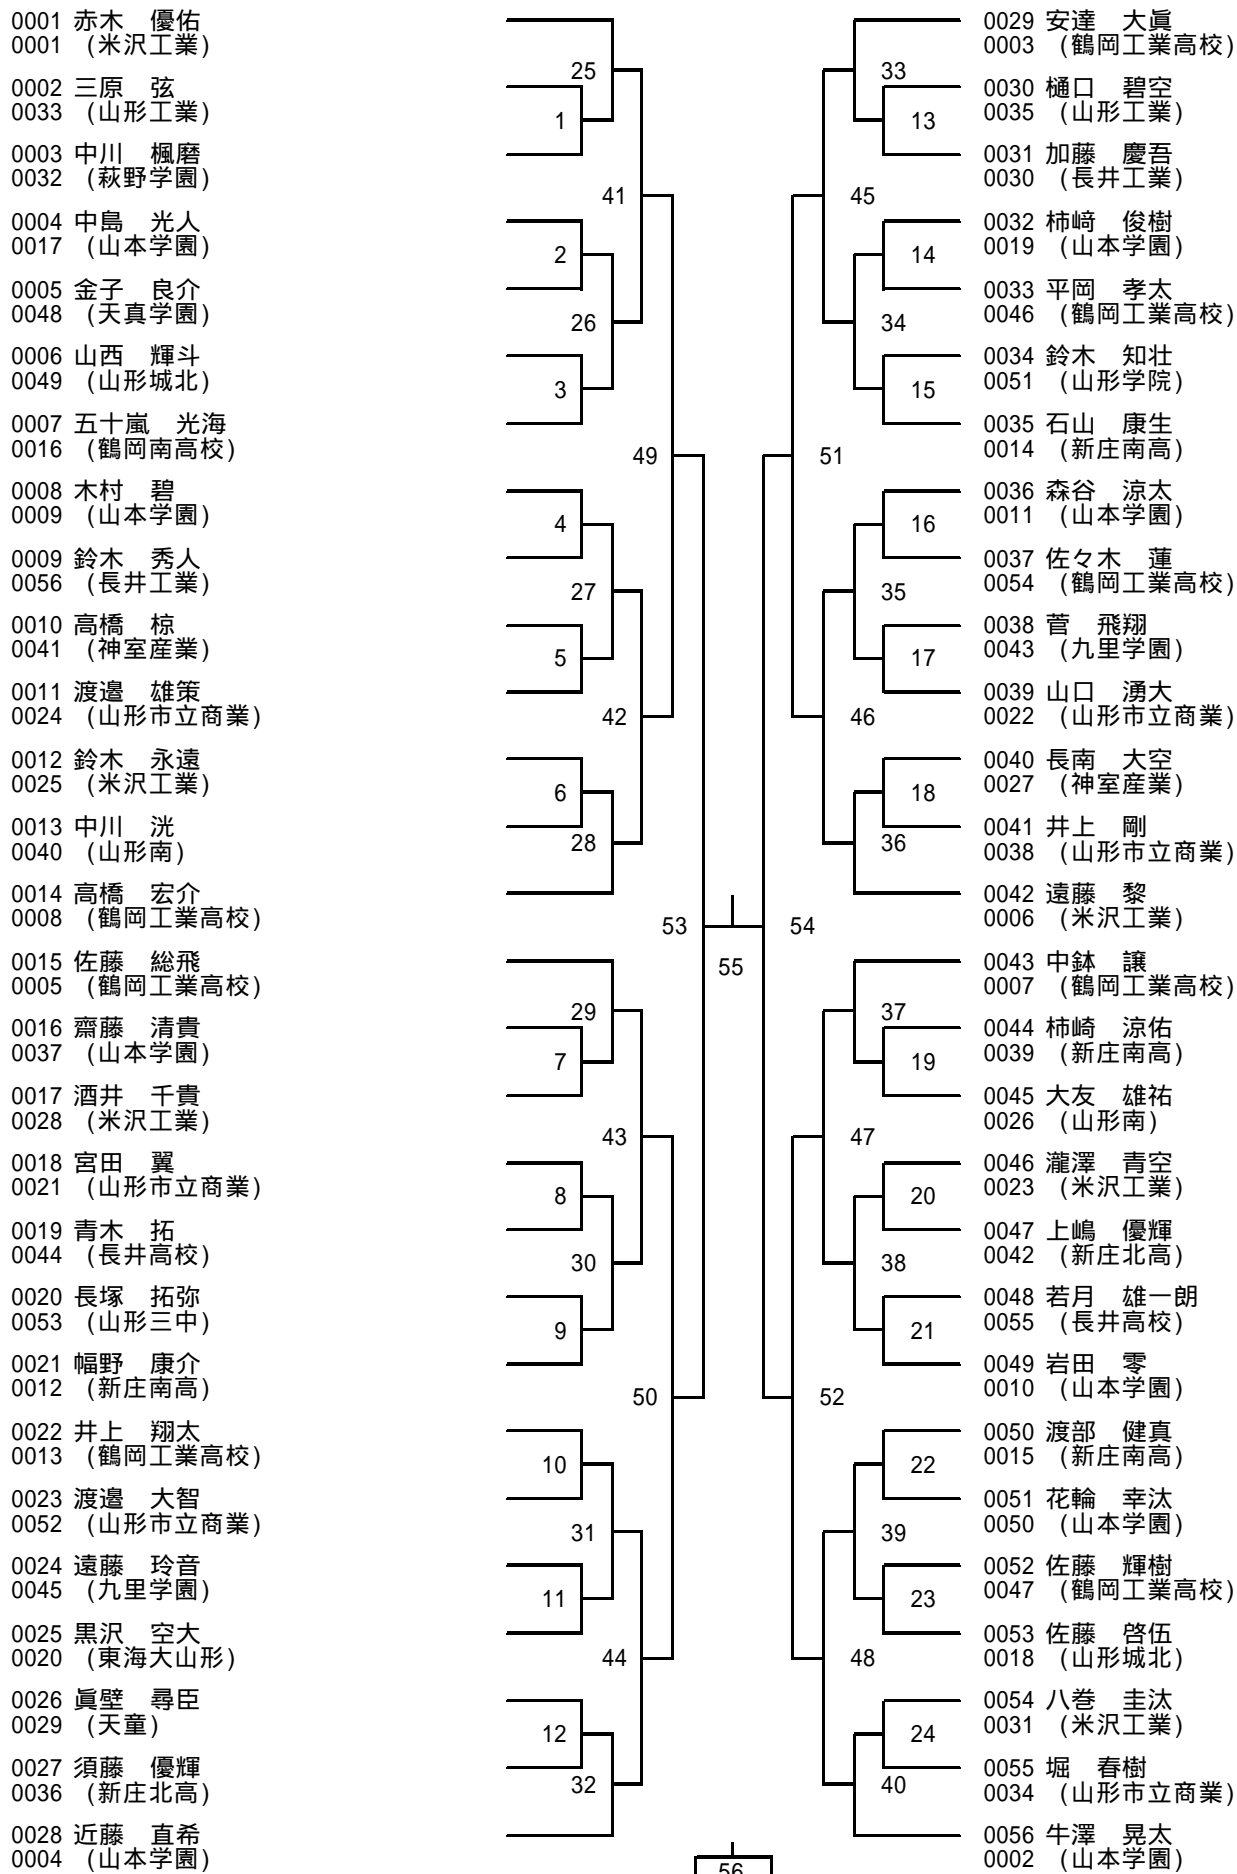 0001 赤木　優佑
0001 （米沢工業）
0002 三原　弦
0033 （山形工業）
0003 中川　楓磨
0032 （萩野学園）
0004 中島　光人
0017 （山本学園）
0005 金子　良介
0048 （天真学園）
0006 山西　輝斗
0049 （山形城北）
0007 五十嵐　光海
0016 （鶴岡南高校）
0008 木村　碧
0009 （山本学園）
0009 鈴木　秀人
0056 （長井工業）
0010 高橋　椋
0041 （神室産業）
0011 渡邉　雄策
0024 （山形市立商業）
0012 鈴木　永遠
0025 （米沢工業）
0013 中川　洸
0040 （山形南）
0014 高橋　宏介
0008 （鶴岡工業高校）
0015 佐藤　総飛
0005 （鶴岡工業高校）
0016 齋藤　清貴
0037 （山本学園）
0017 酒井　千貴
0028 （米沢工業）
0018 宮田　翼
0021 （山形市立商業）
0019 青木　拓
0044 （長井高校）
0020 長塚　拓弥
0053 （山形三中）
0021 幅野　康介
0012 （新庄南高）
0022 井上　翔太
0013 （鶴岡工業高校）
0023 渡邉　大智
0052 （山形市立商業）
0024 遠藤　玲音
0045 （九里学園）
0025 黒沢　空大
0020 （東海大山形）
0026 眞壁　尋臣
0029 （天童）
0027 須藤　優輝
0036 （新庄北高）
0028 近藤　直希
0004 （山本学園）
25
1
41
2
26
3
49
4
27
5
42
6
28
53
29
7
43
8
30
9
50
10
31
11
44
12
32
55
56
33
13
45
14
34
15
51
16
35
17
46
18
36
54
37
19
47
20
38
21
52
22
39
23
48
24
40
0029 安達　大眞
0003 （鶴岡工業高校）
0030 樋口　碧空
0035 （山形工業）
0031 加藤　慶吾
0030 （長井工業）
0032 柿﨑　俊樹
0019 （山本学園）
0033 平岡　孝太
0046 （鶴岡工業高校）
0034 鈴木　知壮
0051 （山形学院）
0035 石山　康生
0014 （新庄南高）
0036 森谷　涼太
0011 （山本学園）
0037 佐々木　蓮
0054 （鶴岡工業高校）
0038 菅　飛翔
0043 （九里学園）
0039 山口　湧大
0022 （山形市立商業）
0040 長南　大空
0027 （神室産業）
0041 井上　剛
0038 （山形市立商業）
0042 遠藤　黎
0006 （米沢工業）
0043 中鉢　譲
0007 （鶴岡工業高校）
0044 柿崎　涼佑
0039 （新庄南高）
0045 大友　雄祐
0026 （山形南）
0046 瀧澤　青空
0023 （米沢工業）
0047 上嶋　優輝
0042 （新庄北高）
0048 若月　雄一朗
0055 （長井高校）
0049 岩田　零
0010 （山本学園）
0050 渡部　健真
0015 （新庄南高）
0051 花輪　幸汰
0050 （山本学園）
0052 佐藤　輝樹
0047 （鶴岡工業高校）
0053 佐藤　啓伍
0018 （山形城北）
0054 八巻　圭汰
0031 （米沢工業）
0055 堀　春樹
0034 （山形市立商業）
0056 牛澤　晃太
0002 （山本学園）